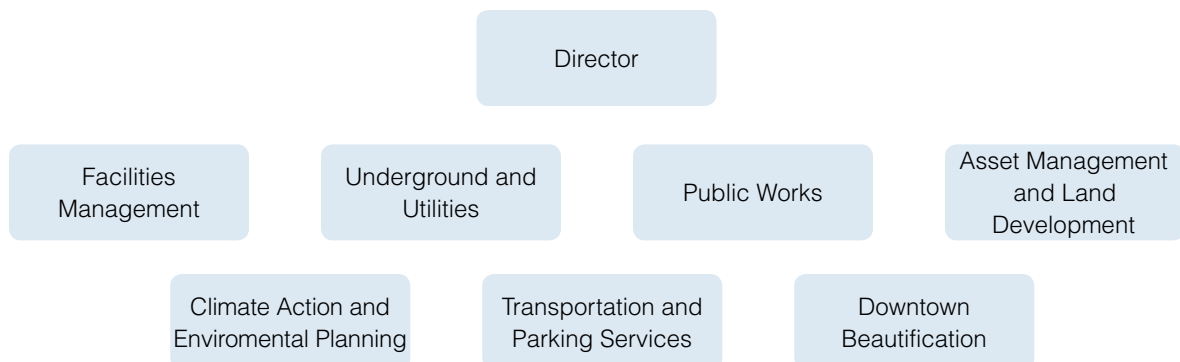 Director
Facilities
Management
Underground and
Utilities
Public Works
Asset Management
and Land
Development
Climate Action and
Enviromental Planning
Transportation and
Parking Services
Downtown
Beautification